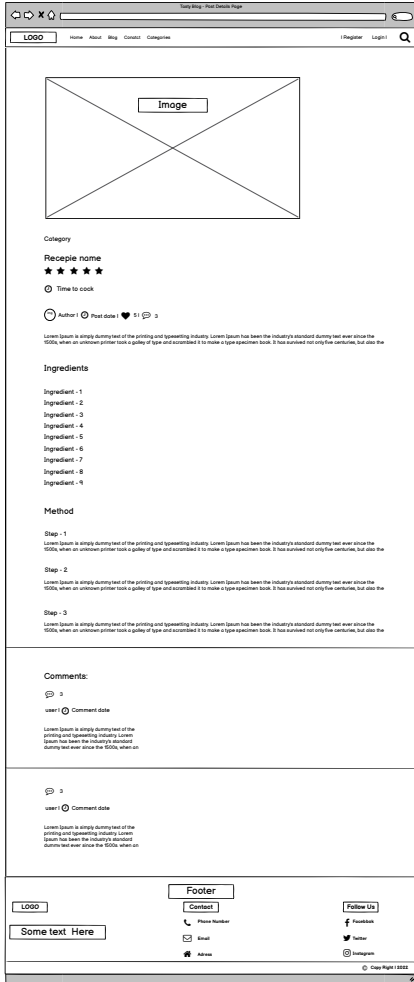 Tasty Blog - Post Details Page
LOGO Home About Blog Conatct Categories I Register Login I
Image
Category
Recepie name
Time to cock
Author I Post date I 5 I 3
Lorem Ipsum is simply dummy text of the printing and typesetting industry. Lorem Ipsum has been the industry's standard dummy text ever since the
1500s, when an unknown printer took a galley of type and scrambled it to make a type specimen book. It has survived not only five centuries, but also the
Ingredients
Ingredient - 1
Ingredient - 2
Ingredient - 3
Ingredient - 4
Ingredient - 5
Ingredient - 6
Ingredient - 7
Ingredient - 8
Ingredient - 9
Method
Step - 1
Lorem Ipsum is simply dummy text of the printing and typesetting industry. Lorem Ipsum has been the industry's standard dummy text ever since the
1500s, when an unknown printer took a galley of type and scrambled it to make a type specimen book. It has survived not only five centuries, but also the
Step - 2
Lorem Ipsum is simply dummy text of the printing and typesetting industry. Lorem Ipsum has been the industry's standard dummy text ever since the
1500s, when an unknown printer took a galley of type and scrambled it to make a type specimen book. It has survived not only five centuries, but also the
Step - 3
Lorem Ipsum is simply dummy text of the printing and typesetting industry. Lorem Ipsum has been the industry's standard dummy text ever since the
1500s, when an unknown printer took a galley of type and scrambled it to make a type specimen book. It has survived not only five centuries, but also the
Comments:
3
user I Comment date
Lorem Ipsum is simply dummy text of the
printing and typesetting industry. Lorem
Ipsum has been the industry's standard
dummy text ever since the 1500s, when an
3
user I Comment date
Lorem Ipsum is simply dummy text of the
printing and typesetting industry. Lorem
Ipsum has been the industry's standard
dummy text ever since the 1500s, when an
Footer
LOGO Contact Follow Us
Phone Number Facebbok
Some text Here
Email Twitter
Adress Instagram
© Copy Right I 2022